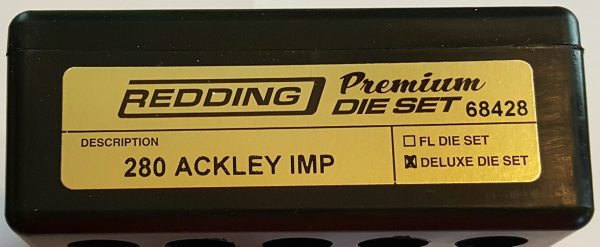 REDDING Premium
DIE SET 68428
DESCRIPTION
280 ACKLEY IMP
☐ FL DIE SET
☒ DELUXE DIE SET